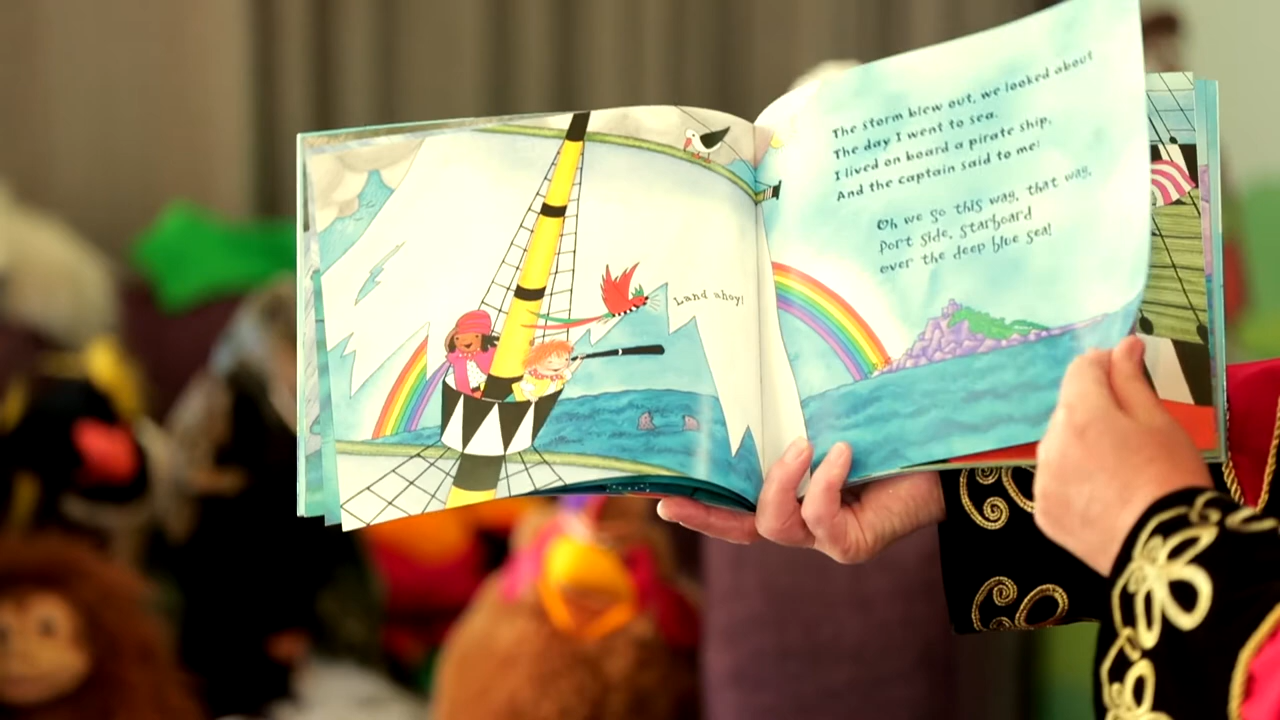 Land ahoy!
The storm blew out, we looked about
The day I went to sea.
I lived on board a pirate ship,
And the captain said to me:
Oh we go this way, that way,
Port Side, Starboard
over the deep blue Sea!